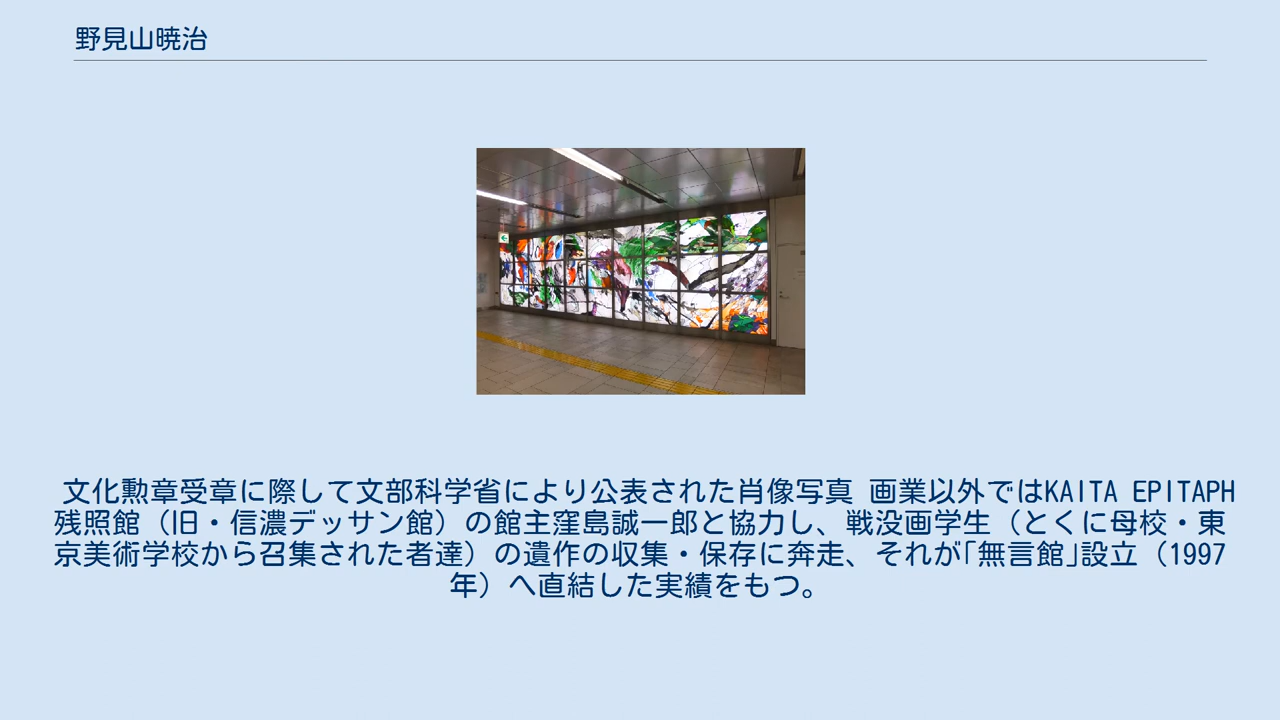 野見山暁治
文化勲章受章に際して文部科学省により公表された肖像写真 画業以外ではKAITA EPITAPH
残照館（旧・信濃デッサン館）の館主窪島誠一郎と協力し、戦没画学生（とくに母校・東
京美術学校から召集された者達）の遺作の収集・保存に奔走、それが｢無言館｣設立（1997
年）へ直結した実績をもつ。